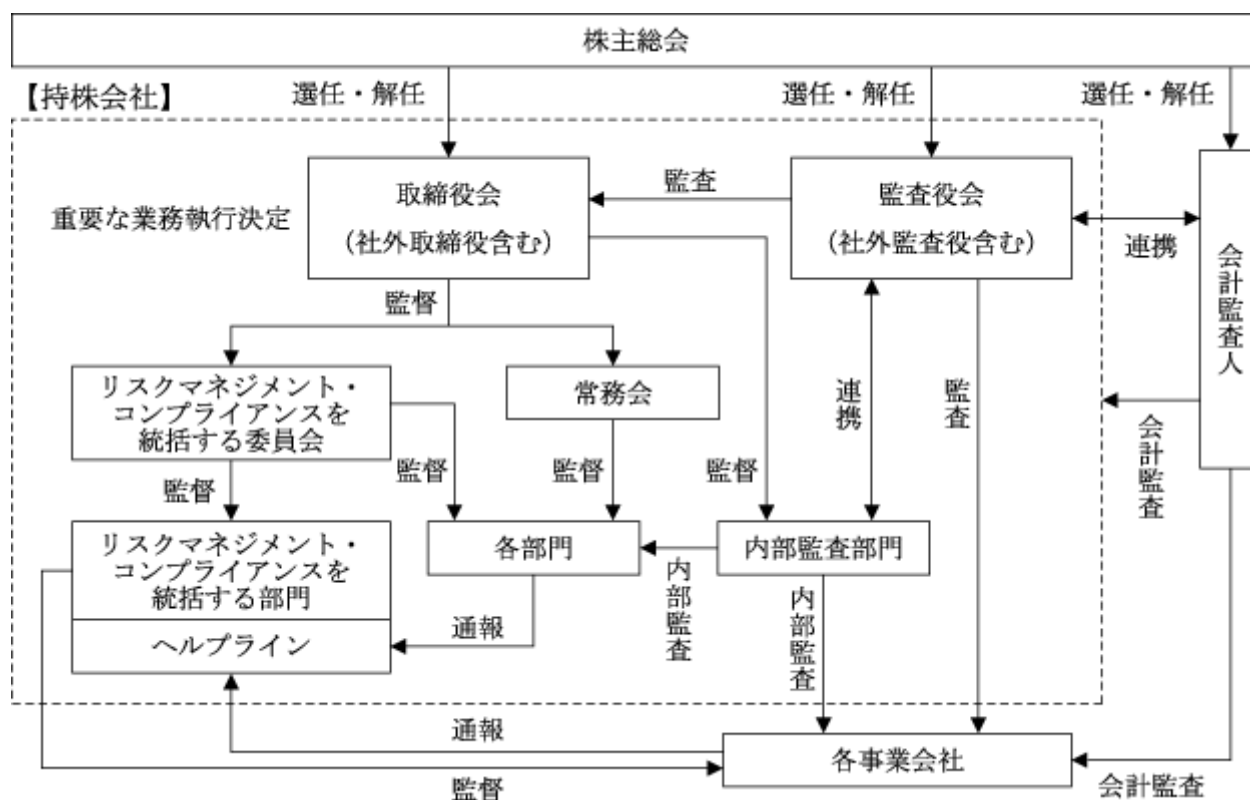 株主総会
【持株会社】
選任・解任
選任・解任
選任・解任
取締役会
（社外取締役含む）
監査
監査役会
（社外監査役含む）
重要な業務執行決定
連携
会計監査人
監督
リスクマネジメント・
コンプライアンスを
統括する委員会
常務会
連携
監査
会計監査
監督
監督
監督
監督
リスクマネジメント・
コンプライアンスを
統括する部門
ヘルプライン
各部門
内部監査部門
内部監査
内部監査
通報
通報
各事業会社
監督
会計監査